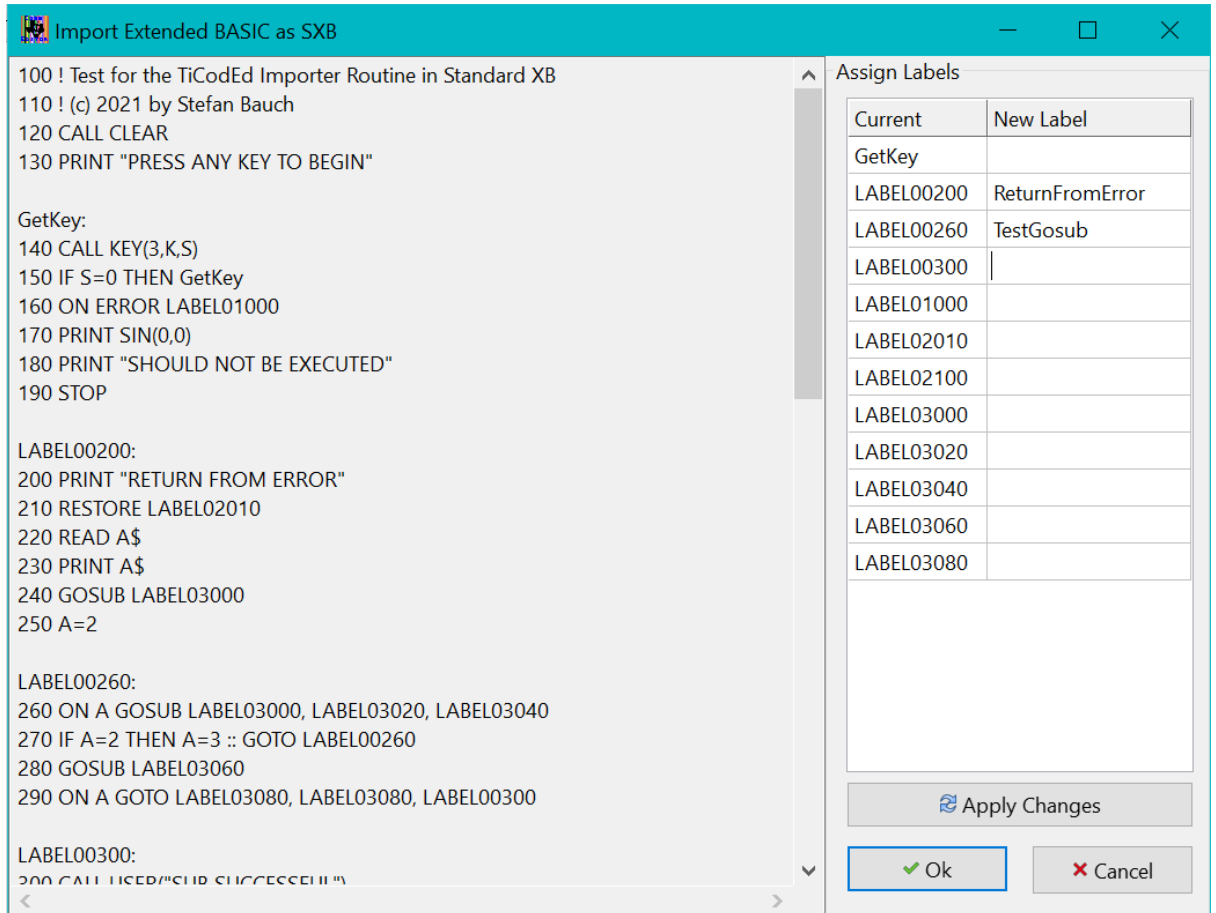 Import Extended BASIC as SXB
100 ! Test for the TiCodEd Importer Routine in Standard XB
110 ! (c) 2021 by Stefan Bauch
120 CALL CLEAR
130 PRINT "PRESS ANY KEY TO BEGIN"
GetKey:
140 CALL KEY(3,K,S)
150 IF S=0 THEN GetKey
160 ON ERROR LABEL01000
170 PRINT SIN(0,0)
180 PRINT "SHOULD NOT BE EXECUTED"
190 STOP
LABEL00200:
200 PRINT "RETURN FROM ERROR"
210 RESTORE LABEL02010
220 READ A$
230 PRINT A$
240 GOSUB LABEL03000
250 A=2
LABEL00260:
260 ON A GOSUB LABEL03000, LABEL03020, LABEL03040
270 IF A=2 THEN A=3 :: GOTO LABEL00260
280 GOSUB LABEL03060
290 ON A GOTO LABEL03080, LABEL03080, LABEL00300
LABEL00300:
300 CALL USER("SUB SUCCESSFUL")
Assign Labels
Current New Label
GetKey
LABEL00200 ReturnFromError
LABEL00260 TestGosub
LABEL00300
LABEL01000
LABEL02010
LABEL02100
LABEL03000
LABEL03020
LABEL03040
LABEL03060
LABEL03080
Apply Changes
Ok Cancel